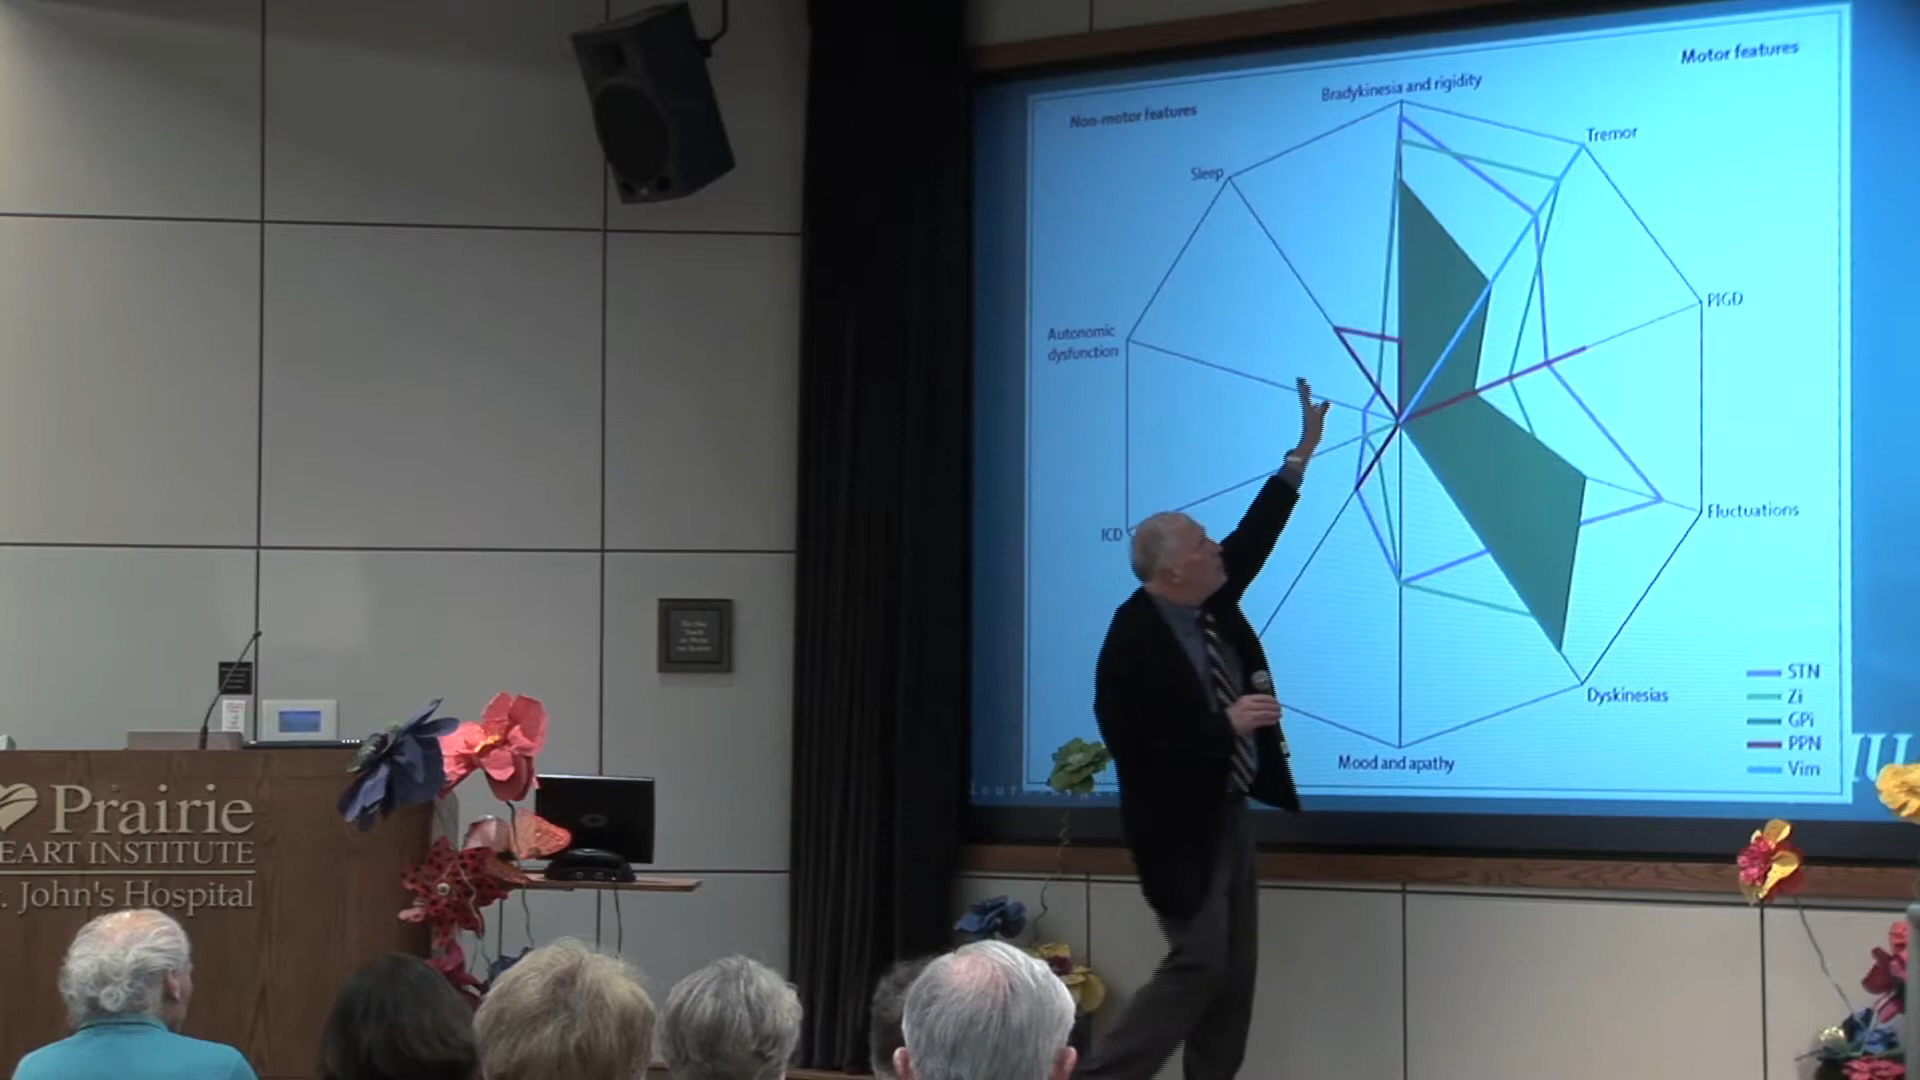 Motor features
Non-motor features
Bradykinesia and rigidity
Tremor
Sleep
PIGD
Autonomic
dysfunction
Fluctuations
ICD
Dyskinesias
Mood and apathy
STN
Zi
GPi
PPN
Vim
Prairie
EART INSTITUTE
. John's Hospital